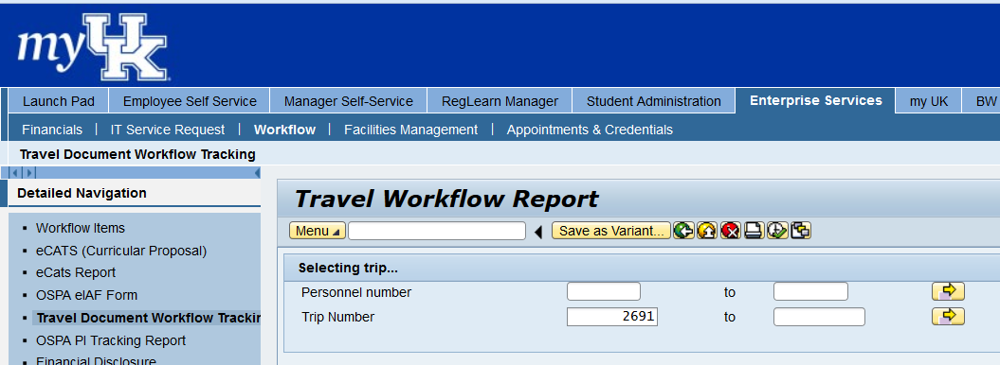 my UK
Launch Pad Employee Self Service Manager Self-Service RegLearn Manager Student Administration Enterprise Services my UK BW
Financials | IT Service Request | Workflow | Facilities Management | Appointments & Credentials
Travel Document Workflow Tracking
Detailed Navigation
Workflow Items
eCATS (Curricular Proposal)
eCats Report
OSPA eIAF Form
Travel Document Workflow Trackin
OSPA PI Tracking Report
Financial Disclosure
Travel Workflow Report
Menu Save as Variant...
Selecting trip...
Personnel number to
Trip Number 2691 to